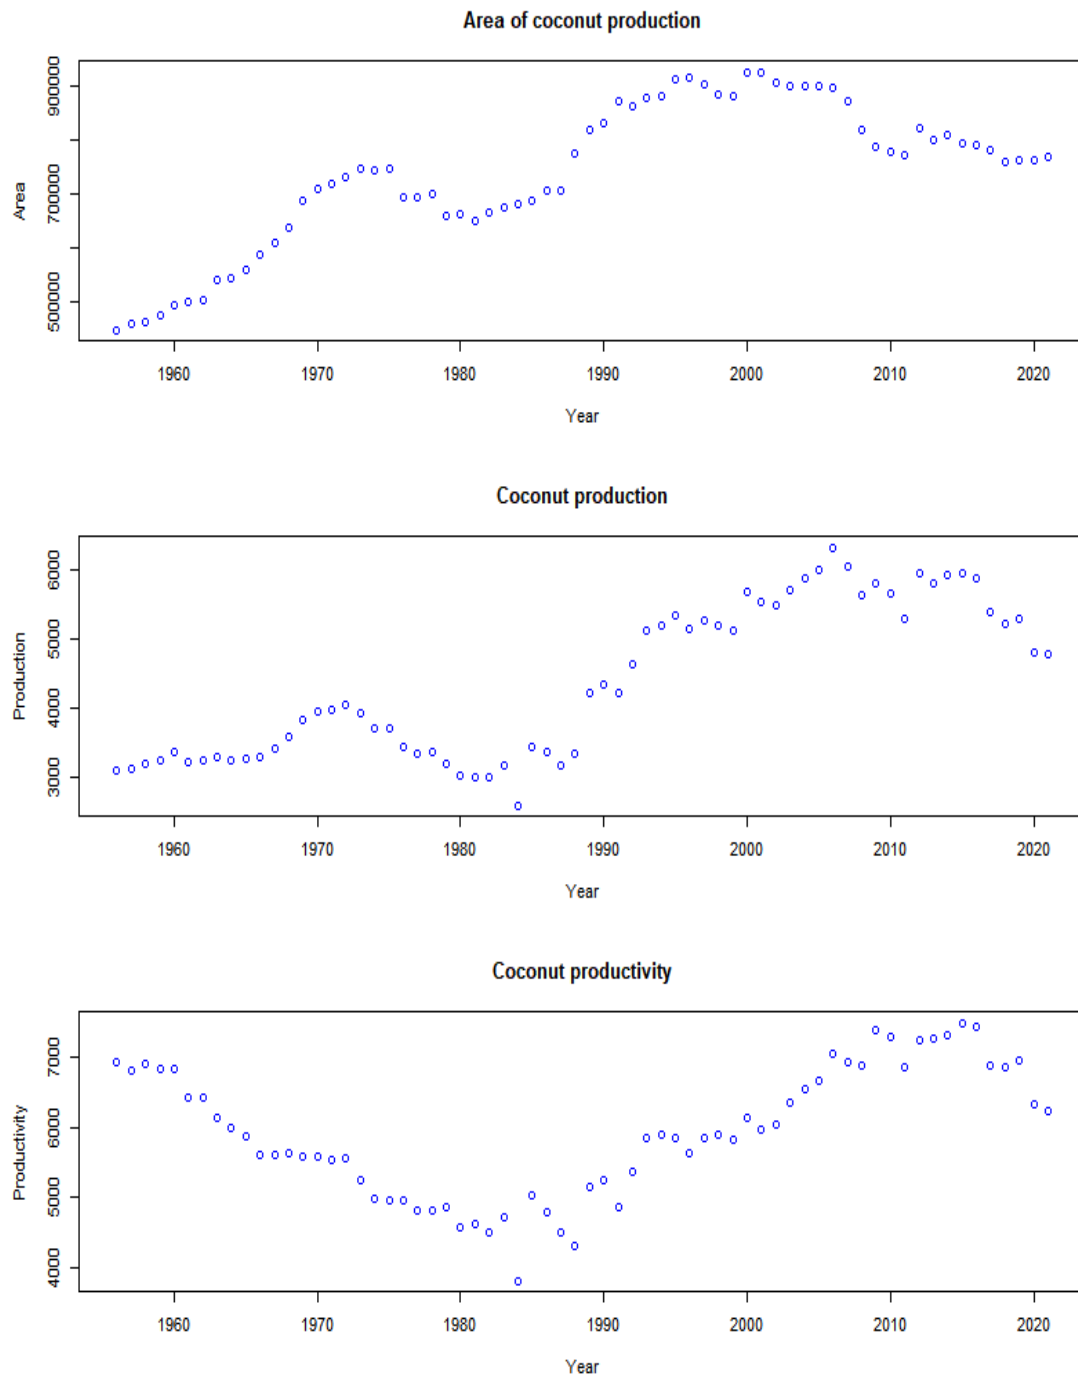 Area of coconut production
900000
700000
500000
Area
1960 1970 1980 1990 2000 2010 2020
Year
Coconut production
6000
5000
4000
3000
Production
1960 1970 1980 1990 2000 2010 2020
Year
Coconut productivity
7000
6000
5000
4000
Productivity
1960 1970 1980 1990 2000 2010 2020
Year